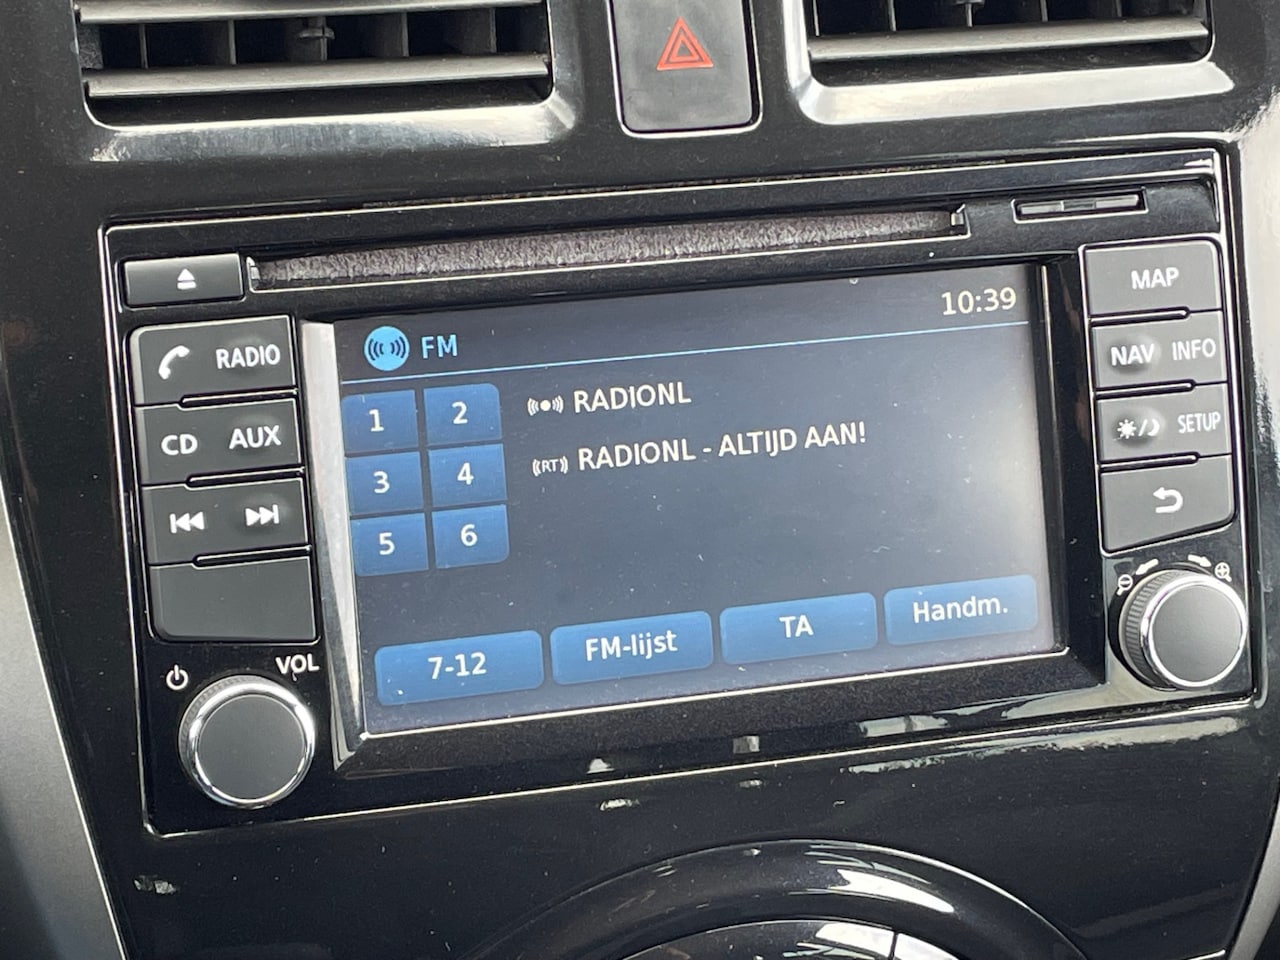 10:39
FM
RADIONL
RADIONL - ALTIJD AAN!
1 2
3 4
5 6
7-12 FM-lijst TA Handm.
RADIO
CD AUX
VOL
MAP
NAV INFO
SETUP
RT